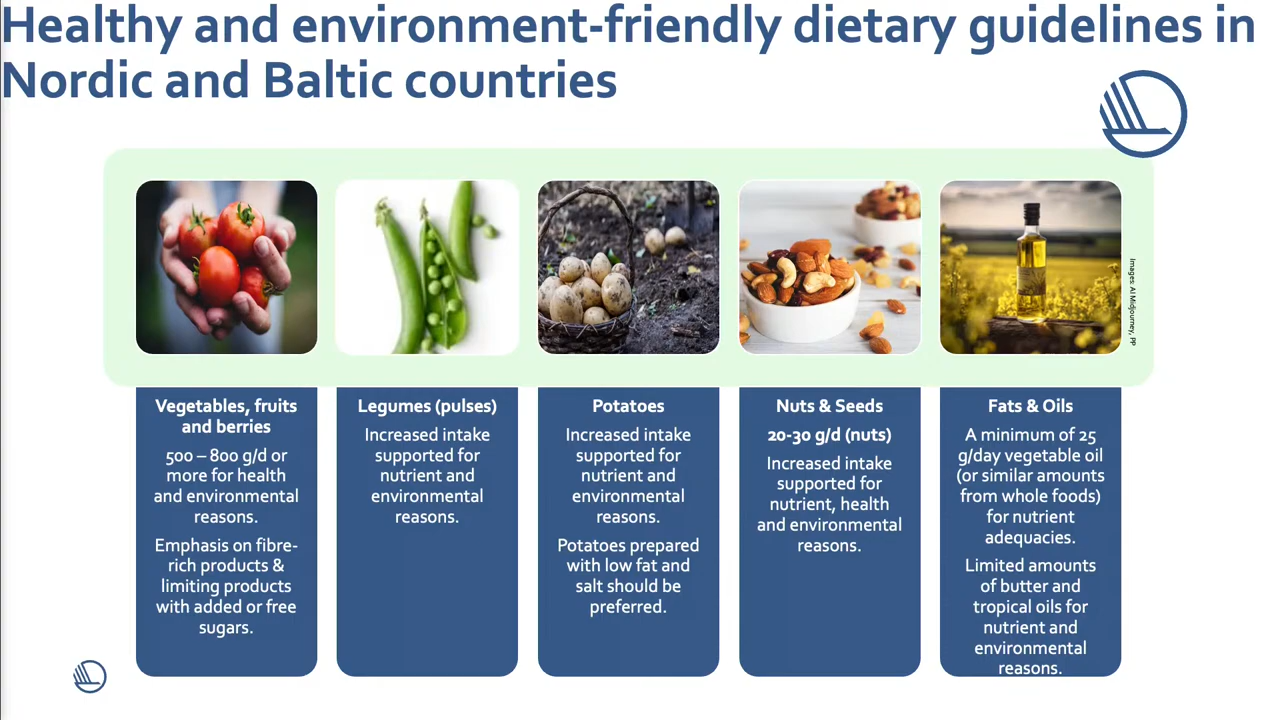 Healthy and environment-friendly dietary guidelines in
Nordic and Baltic countries
Images: AI Midjourney, PP
Vegetables, fruits
and berries
500 – 800 g/d or
more for health
and environmental
reasons.
Emphasis on fibre-
rich products &
limiting products
with added or free
sugars.
Legumes (pulses)
Increased intake
supported for
nutrient and
environmental
reasons.
Potatoes
Increased intake
supported for
nutrient and
environmental
reasons.
Potatoes prepared
with low fat and
salt should be
preferred.
Nuts & Seeds
20-30 g/d (nuts)
Increased intake
supported for
nutrient, health
and environmental
reasons.
Fats & Oils
A minimum of 25
g/day vegetable oil
(or similar amounts
from whole foods)
for nutrient
adequacies.
Limited amounts
of butter and
tropical oils for
nutrient and
environmental
reasons.